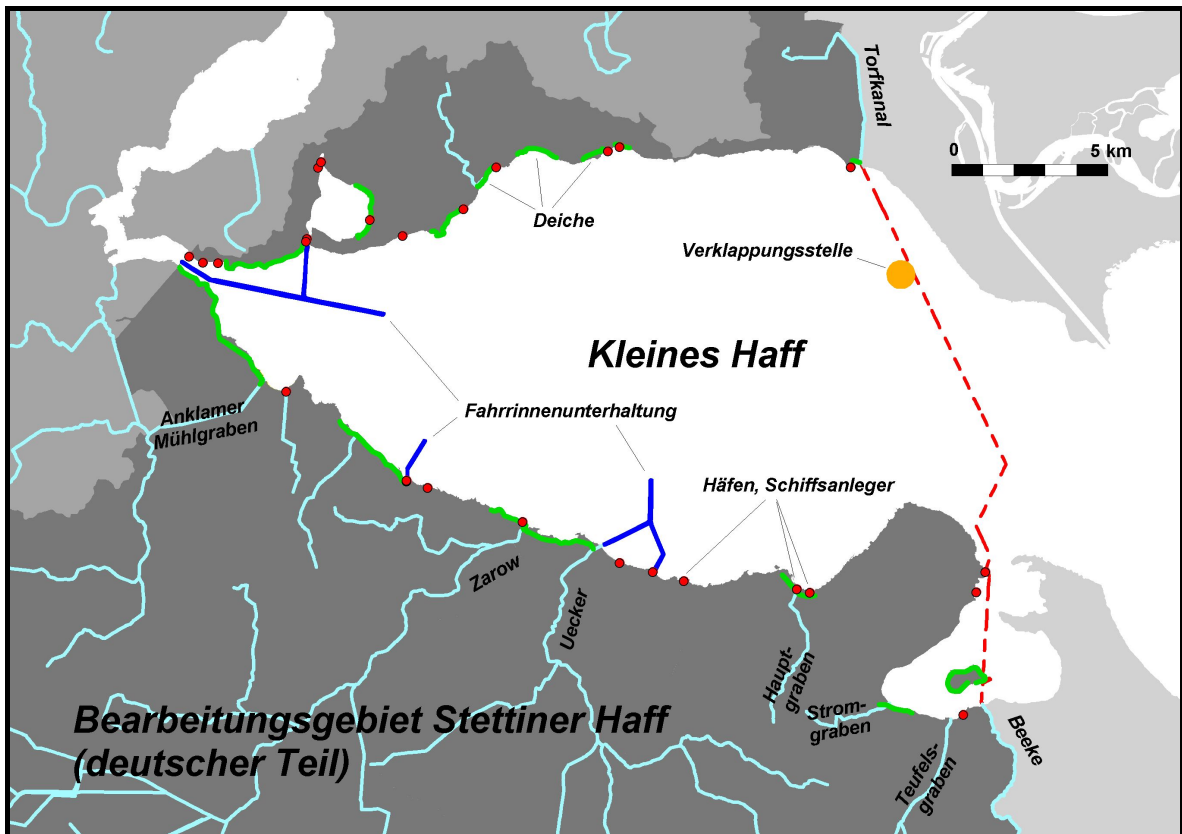 Torfkanal
0 5 km
Deiche
Verklappungsstelle
Kleines Haff
Anklamer
Mühlgraben
Fahrrinnenunterhaltung
Häfen, Schiffsanleger
Zarow
Uecker
Haupt-
graben
Strom-
graben
Bearbeitungsgebiet Stettiner Haff
(deutscher Teil)
Teufels-
graben
Beeke